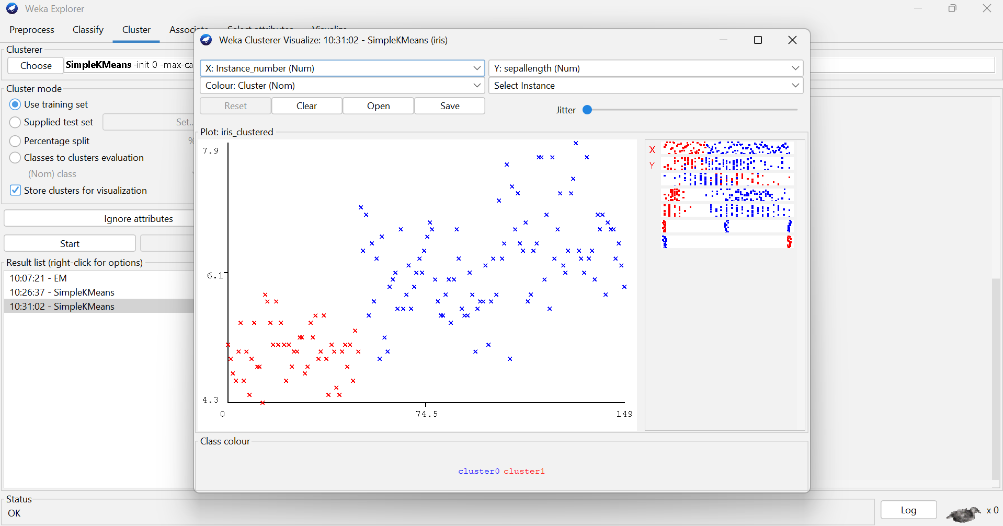 Weka Explorer
Preprocess Classify Cluster
Clusterer
Choose SimpleKMeans
Cluster mode
Use training set
Supplied test set Set...
Percentage split %
Classes to clusters evaluation
(Nom) class
Store clusters for visualization
Ignore attributes
Start
Result list (right-click for options)
10:07:21 - EM
10:26:37 - SimpleKMeans
10:31:02 - SimpleKMeans
Status
OK
Log
x 0
Weka Clusterer Visualize: 10:31:02 - SimpleKMeans (iris)
X: Instance_number (Num) Y: sepallength (Num)
Colour: Cluster (Nom) Select Instance
Reset Clear Open Save Jitter
Plot: iris_clustered
7.9
6.1
4.3
0 74.5 149
X
Y
Class colour
cluster0 cluster1